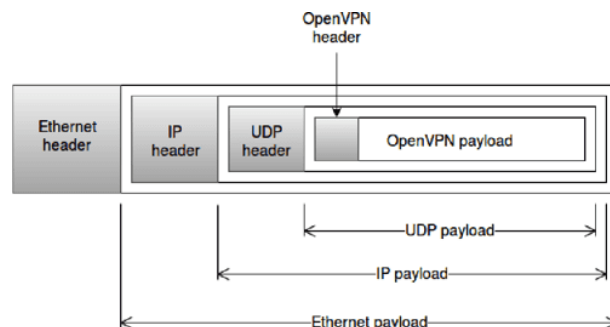 OpenVPN
header
Ethernet
header
IP
header
UDP
header
OpenVPN payload
UDP payload
IP payload
Ethernet payload